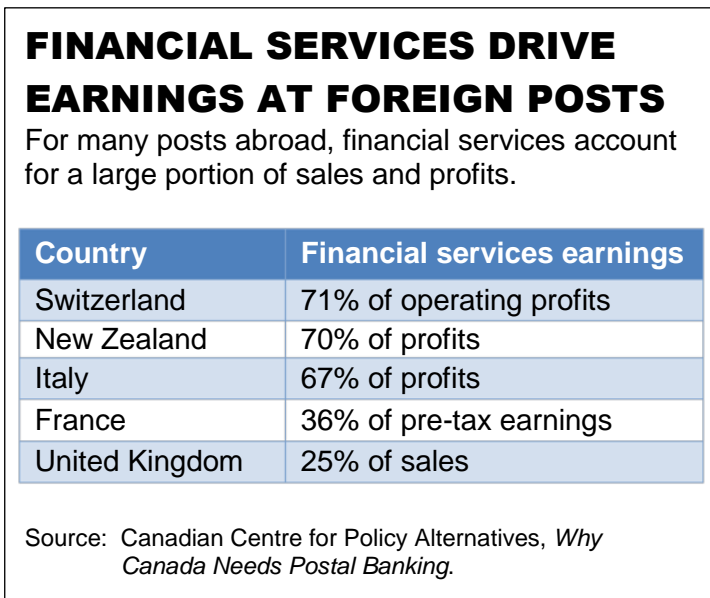 FINANCIAL SERVICES DRIVE
EARNINGS AT FOREIGN POSTS
For many posts abroad, financial services account
for a large portion of sales and profits.
Country Financial services earnings
Switzerland 71% of operating profits
New Zealand 70% of profits
Italy 67% of profits
France 36% of pre-tax earnings
United Kingdom 25% of sales
Source: Canadian Centre for Policy Alternatives, Why
Canada Needs Postal Banking.